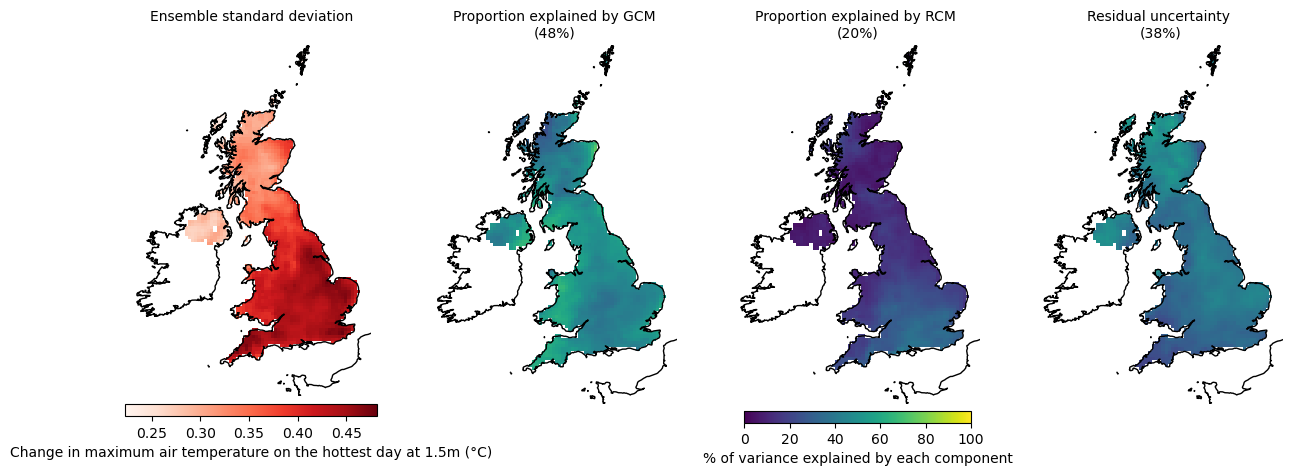 Ensemble standard deviation
Proportion explained by GCM
(48%)
Proportion explained by RCM
(20%)
Residual uncertainty
(38%)
0.25 0.30 0.35 0.40 0.45
Change in maximum air temperature on the hottest day at 1.5m (°C)
0 20 40 60 80 100
% of variance explained by each component